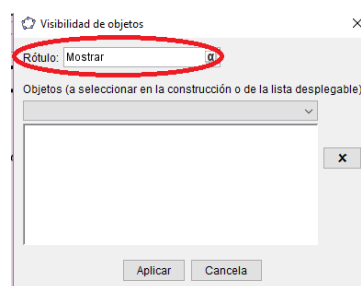 Visibilidad de objetos
Rótulo: Mostrar α
Objetos (a seleccionar en la construcción o de la lista desplegable)
x
Aplicar Cancela